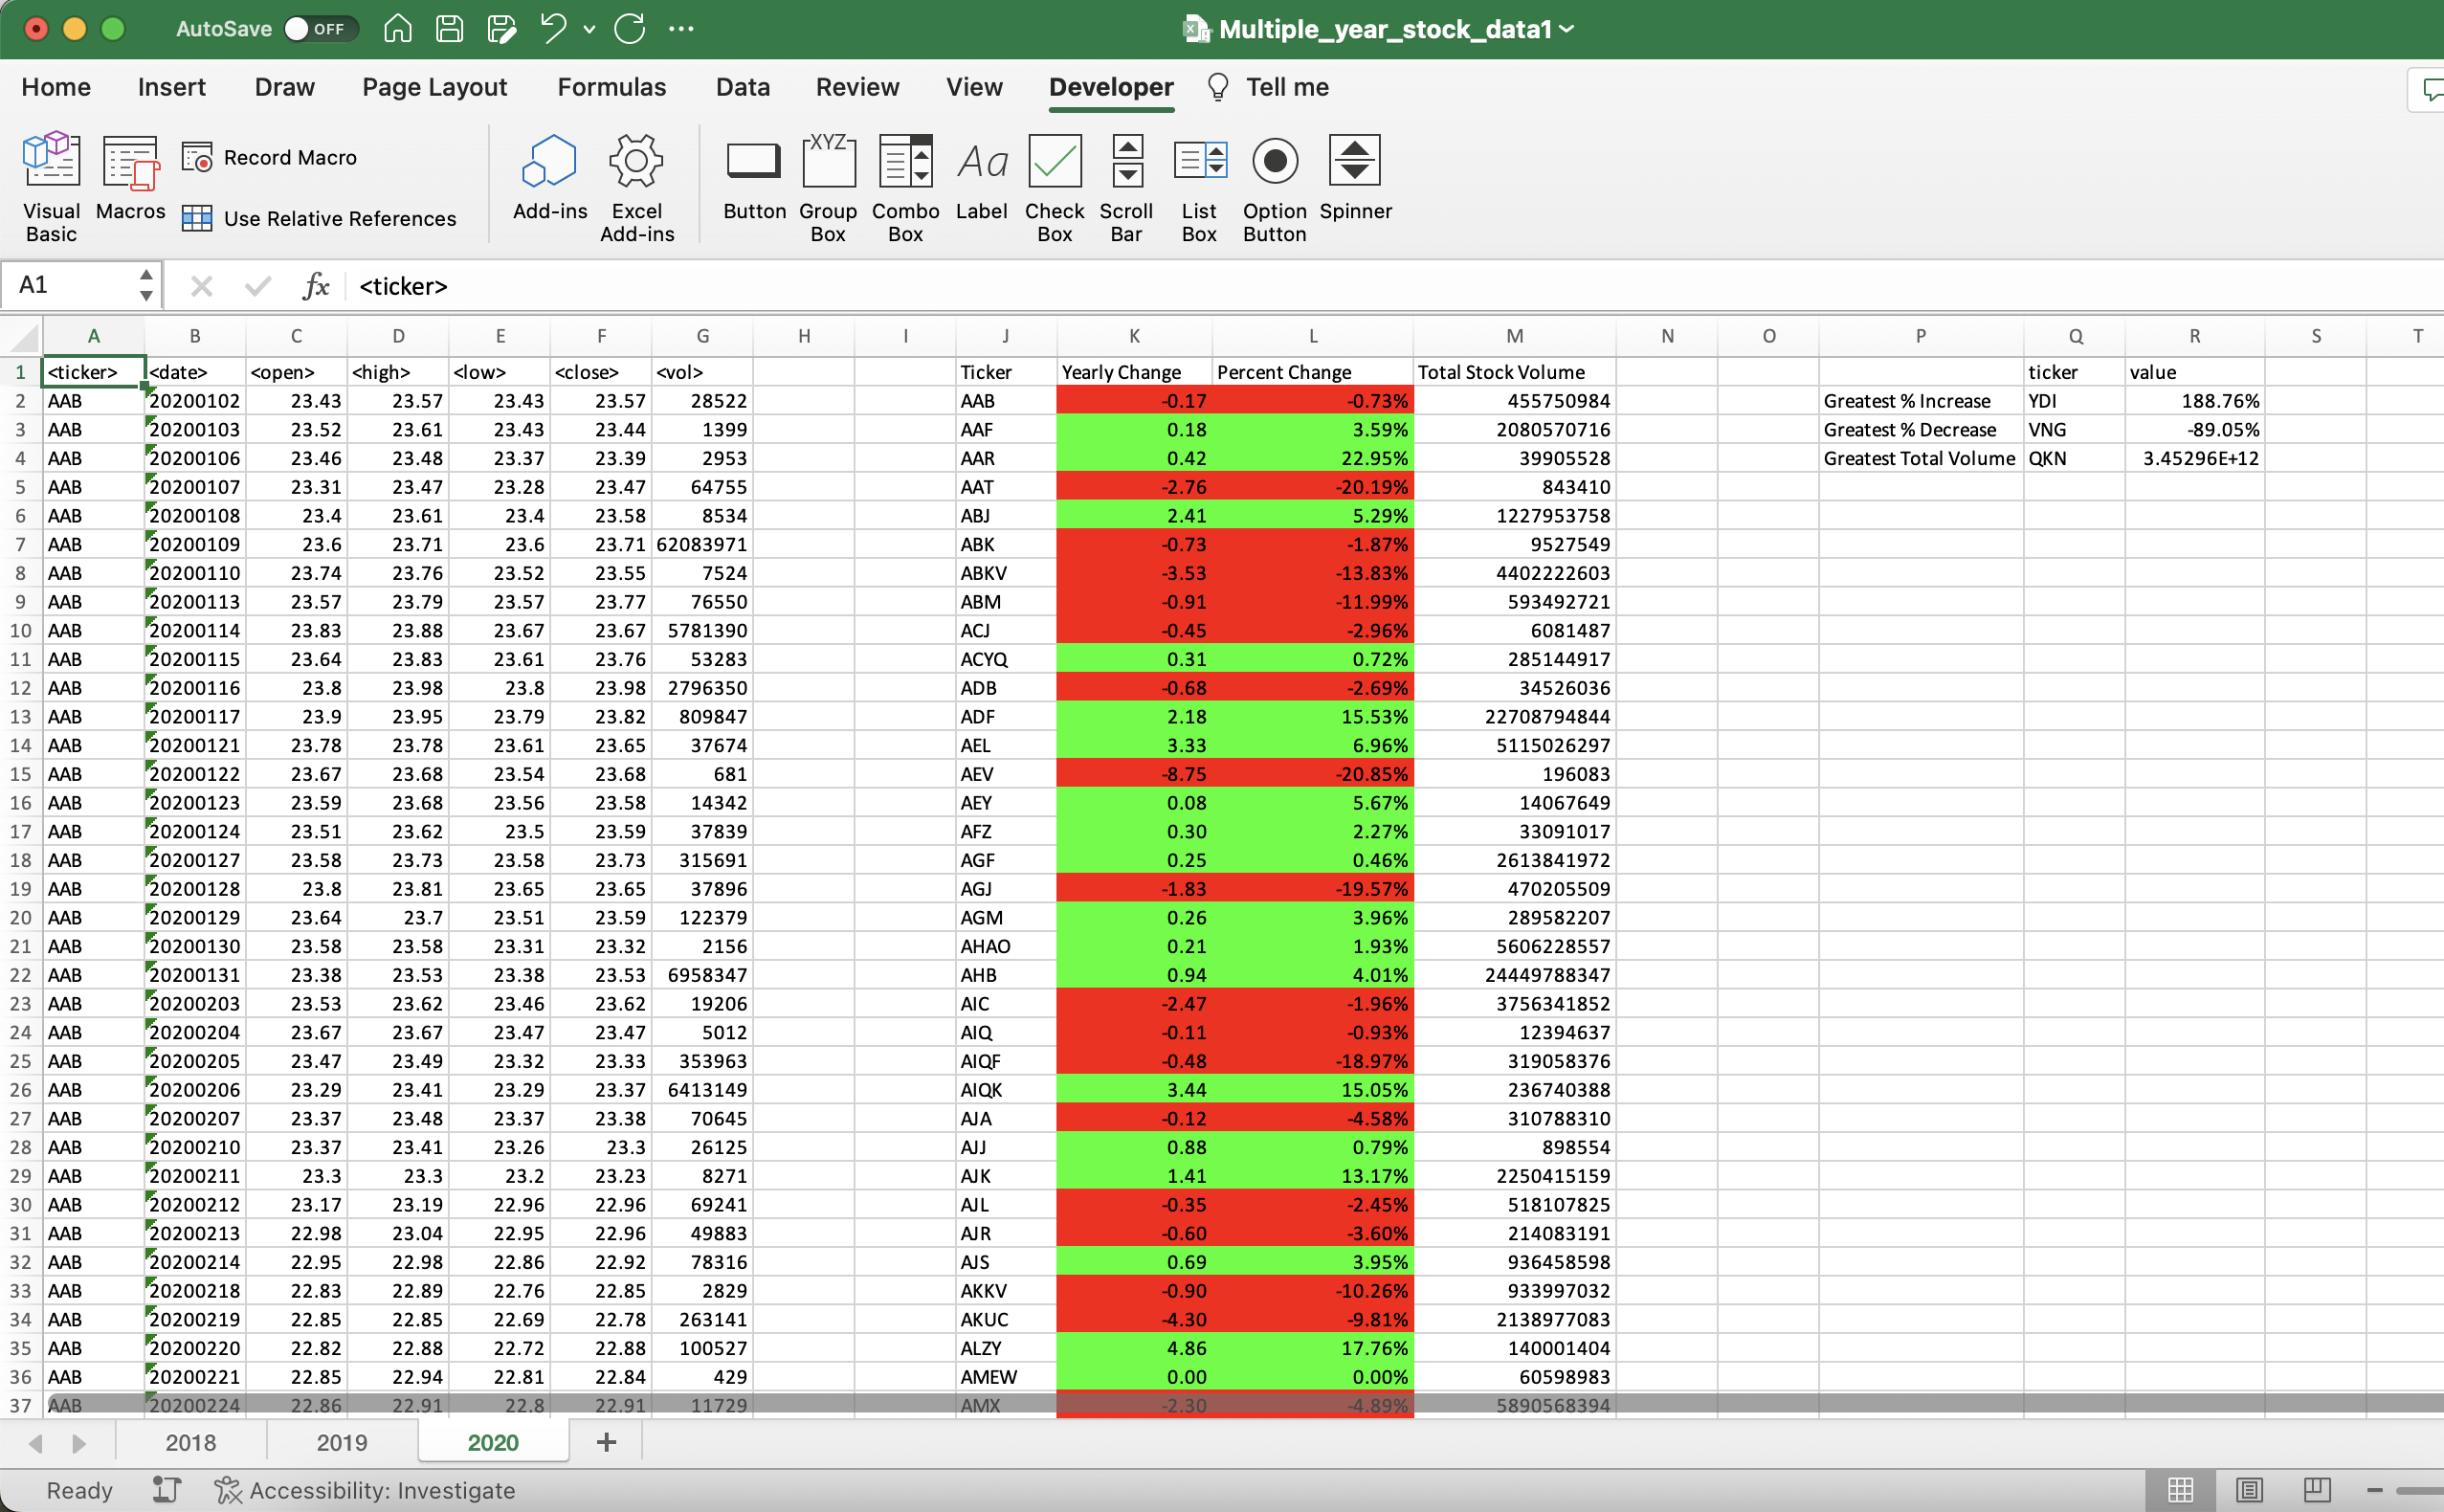 AutoSave OFF Multiple_year_stock_data1
Home Insert Draw Page Layout Formulas Data Review View Developer Tell me
Visual Basic Macros Record Macro Use Relative References Add-ins Excel Add-ins XYZ Button Group Box Combo Box Aa Label Check Box Scroll Bar List Box Option Button Spinner
A1 fx <ticker>
A B C D E F G H I J K L M N O P Q R S T
1 <ticker> <date> <open> <high> <low> <close> <vol> Ticker Yearly Change Percent Change Total Stock Volume ticker value
2 AAB 20200102 23.43 23.57 23.43 23.57 28522 AAB -0.17 -0.73% 455750984 Greatest % Increase YDI 188.76%
3 AAB 20200103 23.52 23.61 23.43 23.44 1399 AAF 0.18 3.59% 2080570716 Greatest % Decrease VNG -89.05%
4 AAB 20200106 23.46 23.48 23.37 23.39 2953 AAR 0.42 22.95% 39905528 Greatest Total Volume QKN 3.45296E+12
5 AAB 20200107 23.31 23.47 23.28 23.47 64755 AAT -2.76 -20.19% 843410
6 AAB 20200108 23.4 23.61 23.4 23.58 8534 ABJ 2.41 5.29% 1227953758
7 AAB 20200109 23.6 23.71 23.6 23.71 62083971 ABK -0.73 -1.87% 9527549
8 AAB 20200110 23.74 23.76 23.52 23.55 7524 ABKV -3.53 -13.83% 4402222603
9 AAB 20200113 23.57 23.79 23.57 23.77 76550 ABM -0.91 -11.99% 593492721
10 AAB 20200114 23.83 23.88 23.67 23.67 5781390 ACJ -0.45 -2.96% 6081487
11 AAB 20200115 23.64 23.83 23.61 23.76 53283 ACYQ 0.31 0.72% 285144917
12 AAB 20200116 23.8 23.98 23.8 23.98 2796350 ADB -0.68 -2.69% 34526036
13 AAB 20200117 23.9 23.95 23.79 23.82 809847 ADF 2.18 15.53% 22708794844
14 AAB 20200121 23.78 23.78 23.61 23.65 37674 AEL 3.33 6.96% 5115026297
15 AAB 20200122 23.67 23.68 23.54 23.68 681 AEV -8.75 -20.85% 196083
16 AAB 20200123 23.59 23.68 23.56 23.58 14342 AEY 0.08 5.67% 14067649
17 AAB 20200124 23.51 23.62 23.5 23.59 37839 AFZ 0.30 2.27% 33091017
18 AAB 20200127 23.58 23.73 23.58 23.73 315691 AGF 0.25 0.46% 2613841972
19 AAB 20200128 23.8 23.81 23.65 23.65 37896 AGJ -1.83 -19.57% 470205509
20 AAB 20200129 23.64 23.7 23.51 23.59 122379 AGM 0.26 3.96% 289582207
21 AAB 20200130 23.58 23.58 23.31 23.32 2156 AHAO 0.21 1.93% 5606228557
22 AAB 20200131 23.38 23.53 23.38 23.53 6958347 AHB 0.94 4.01% 24449788347
23 AAB 20200203 23.53 23.62 23.46 23.62 19206 AIC -2.47 -1.96% 3756341852
24 AAB 20200204 23.67 23.67 23.47 23.47 5012 AIQ -0.11 -0.93% 12394637
25 AAB 20200205 23.47 23.49 23.32 23.33 353963 AIQF -0.48 -18.97% 319058376
26 AAB 20200206 23.29 23.41 23.29 23.37 6413149 AIQK 3.44 15.05% 236740388
27 AAB 20200207 23.37 23.48 23.37 23.38 70645 AJA -0.12 -4.58% 310788310
28 AAB 20200210 23.37 23.41 23.26 23.3 26125 AJJ 0.88 0.79% 898554
29 AAB 20200211 23.3 23.3 23.2 23.23 8271 AJK 1.41 13.17% 2250415159
30 AAB 20200212 23.17 23.19 22.96 22.96 69241 AJL -0.35 -2.45% 518107825
31 AAB 20200213 22.98 23.04 22.95 22.96 49883 AJR -0.60 -3.60% 214083191
32 AAB 20200214 22.95 22.98 22.86 22.92 78316 AJS 0.69 3.95% 936458598
33 AAB 20200218 22.83 22.89 22.76 22.85 2829 AKKV -0.90 -10.26% 933997032
34 AAB 20200219 22.85 22.85 22.69 22.78 263141 AKUC -4.30 -9.81% 2138977083
35 AAB 20200220 22.82 22.88 22.72 22.88 100527 ALZY 4.86 17.76% 140001404
36 AAB 20200221 22.85 22.94 22.81 22.84 429 AMEW 0.00 0.00% 60598983
37 AAB 20200224 22.86 22.91 22.8 22.91 11729 AMX -2.30 -4.89% 5890568394
2018 2019 2020 +
Ready Accessibility: Investigate